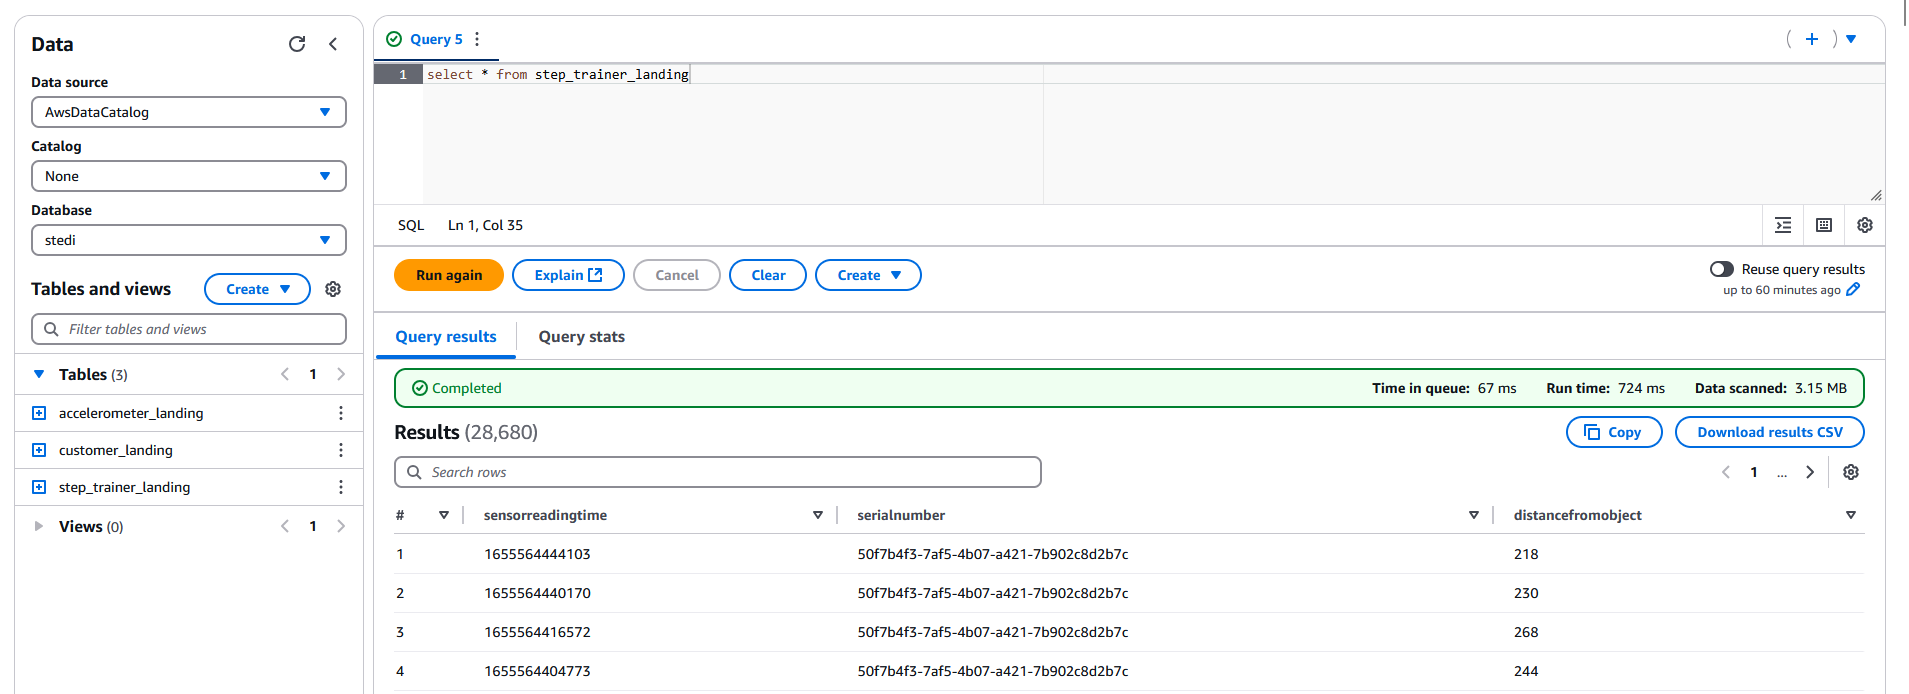 Data
Data source
AwsDataCatalog
Catalog
None
Database
stedi
Tables and views
Create
Filter tables and views
Tables (3)
1
accelerometer_landing
customer_landing
step_trainer_landing
Views (0)
1
Query 5
1 select * from step_trainer_landing
SQL Ln 1, Col 35
Run again Explain Cancel Clear Create
Reuse query results
up to 60 minutes ago
Query results Query stats
Completed Time in queue: 67 ms Run time: 724 ms Data scanned: 3.15 MB
Results (28,680) Copy Download results CSV
Search rows 1 ...
# sensorreadingtime serialnumber distancefromobject
1 1655564444103 50f7b4f3-7af5-4b07-a421-7b902c8d2b7c 218
2 1655564440170 50f7b4f3-7af5-4b07-a421-7b902c8d2b7c 230
3 1655564416572 50f7b4f3-7af5-4b07-a421-7b902c8d2b7c 268
4 1655564404773 50f7b4f3-7af5-4b07-a421-7b902c8d2b7c 244